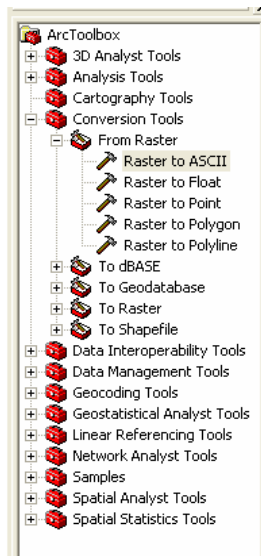 ArcToolbox
3D Analyst Tools
Analysis Tools
Cartography Tools
Conversion Tools
From Raster
Raster to ASCII
Raster to Float
Raster to Point
Raster to Polygon
Raster to Polyline
To dBASE
To Geodatabase
To Raster
To Shapefile
Data Interoperability Tools
Data Management Tools
Geocoding Tools
Geostatistical Analyst Tools
Linear Referencing Tools
Network Analyst Tools
Samples
Spatial Analyst Tools
Spatial Statistics Tools